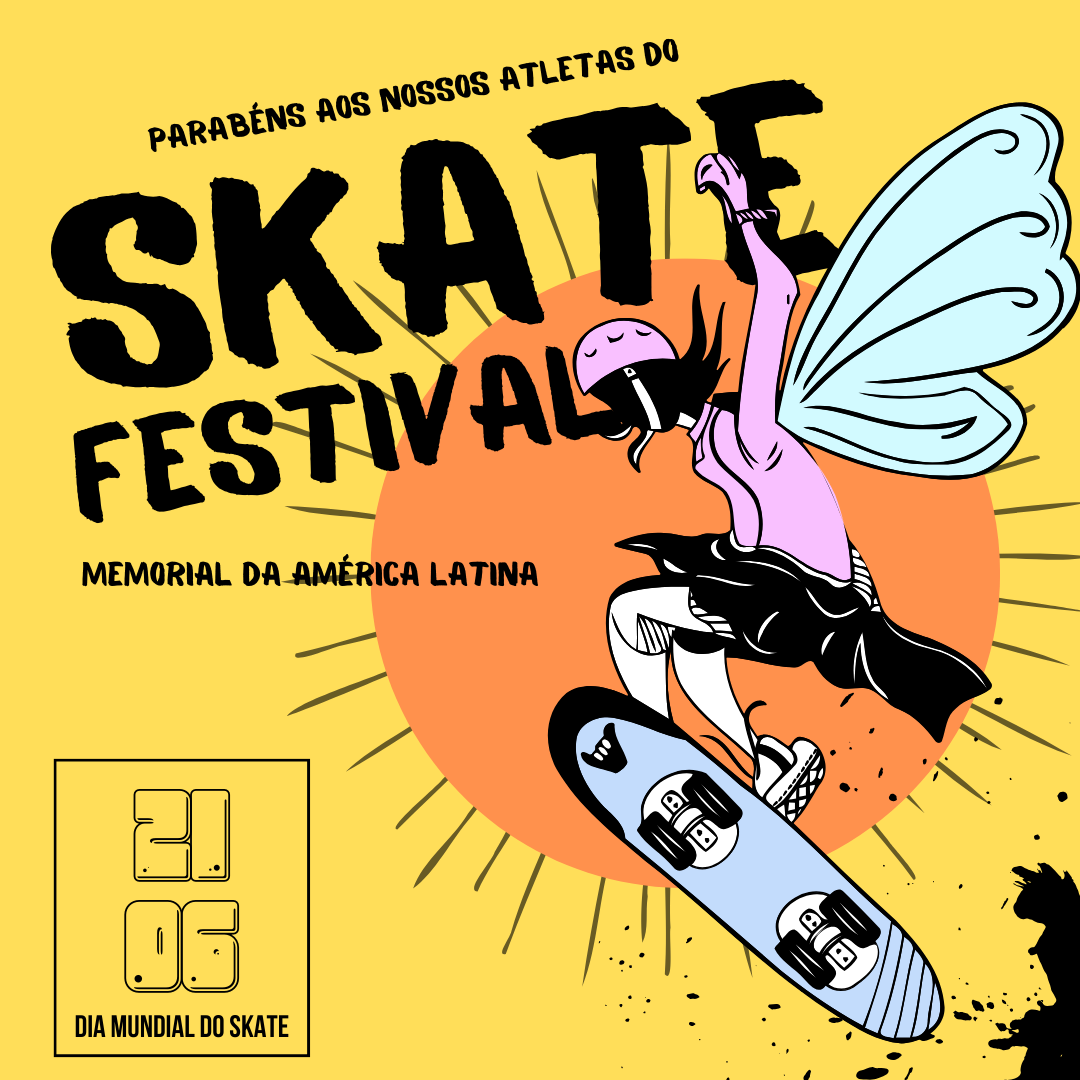 PARABÉNS AOS NOSSOS ATLETAS DO
SKATE
FESTIVAL
MEMORIAL DA AMÉRICA LATINA
21
06
DIA MUNDIAL DO SKATE